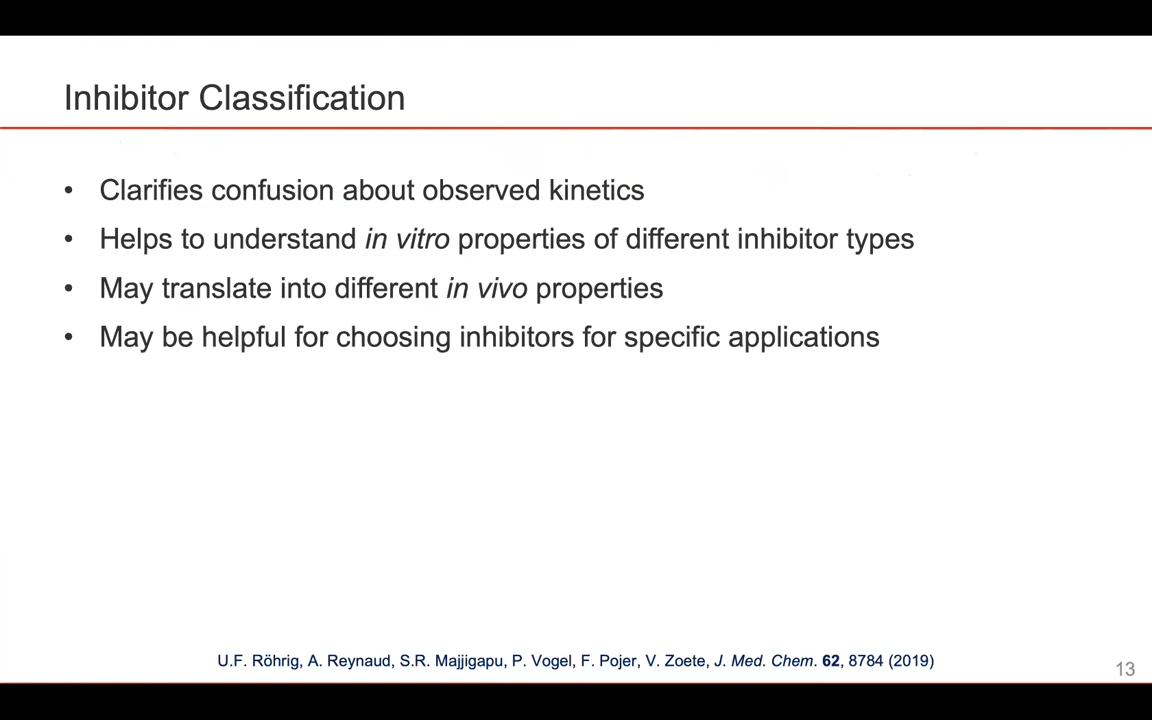 Inhibitor Classification
• Clarifies confusion about observed kinetics
• Helps to understand in vitro properties of different inhibitor types
• May translate into different in vivo properties
• May be helpful for choosing inhibitors for specific applications
U.F. Röhrig, A. Reynaud, S.R. Majjigapu, P. Vogel, F. Pojer, V. Zoete, J. Med. Chem. 62, 8784 (2019)
13